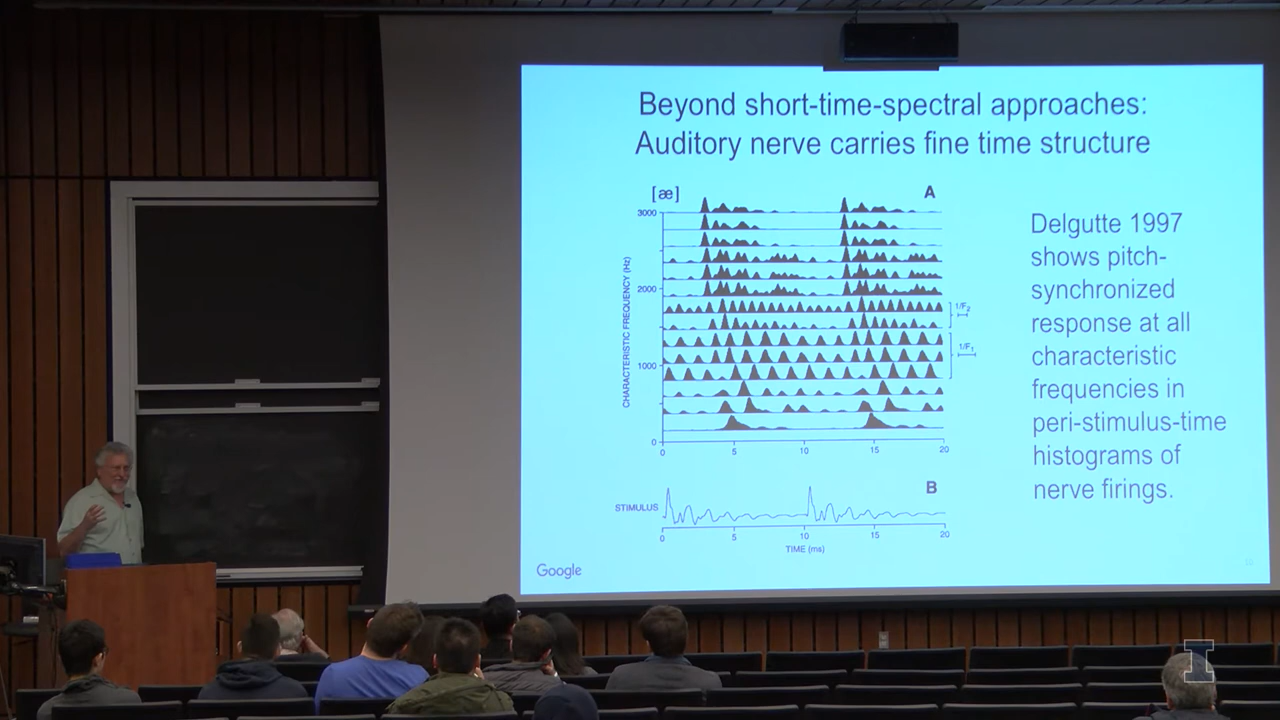 Beyond short-time-spectral approaches:
Auditory nerve carries fine time structure
[æ]
A
3000
2000
1000
0
CHARACTERISTIC FREQUENCY (Hz)
1/F2
1/F1
0 5 10 15 20
Delgutte 1997
shows pitch-
synchronized
response at all
characteristic
frequencies in
peri-stimulus-time
histograms of
nerve firings.
B
STIMULUS
0 5 10 15 20
TIME (ms)
Google
I